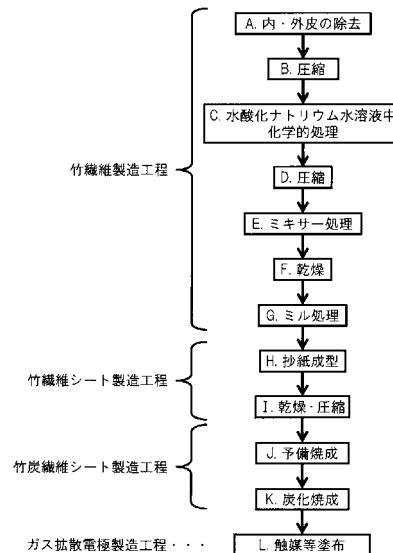 A. 内・外皮の除去
B. 圧縮
C. 水酸化ナトリウム水溶液中
化学的処理
竹繊維製造工程
D. 圧縮
E. ミキサー処理
F. 乾燥
G. ミル処理
H. 抄紙成型
竹繊維シート製造工程
I. 乾燥・圧縮
J. 予備焼成
竹炭繊維シート製造工程
K. 炭化焼成
ガス拡散電極製造工程・・・
L. 触媒等塗布